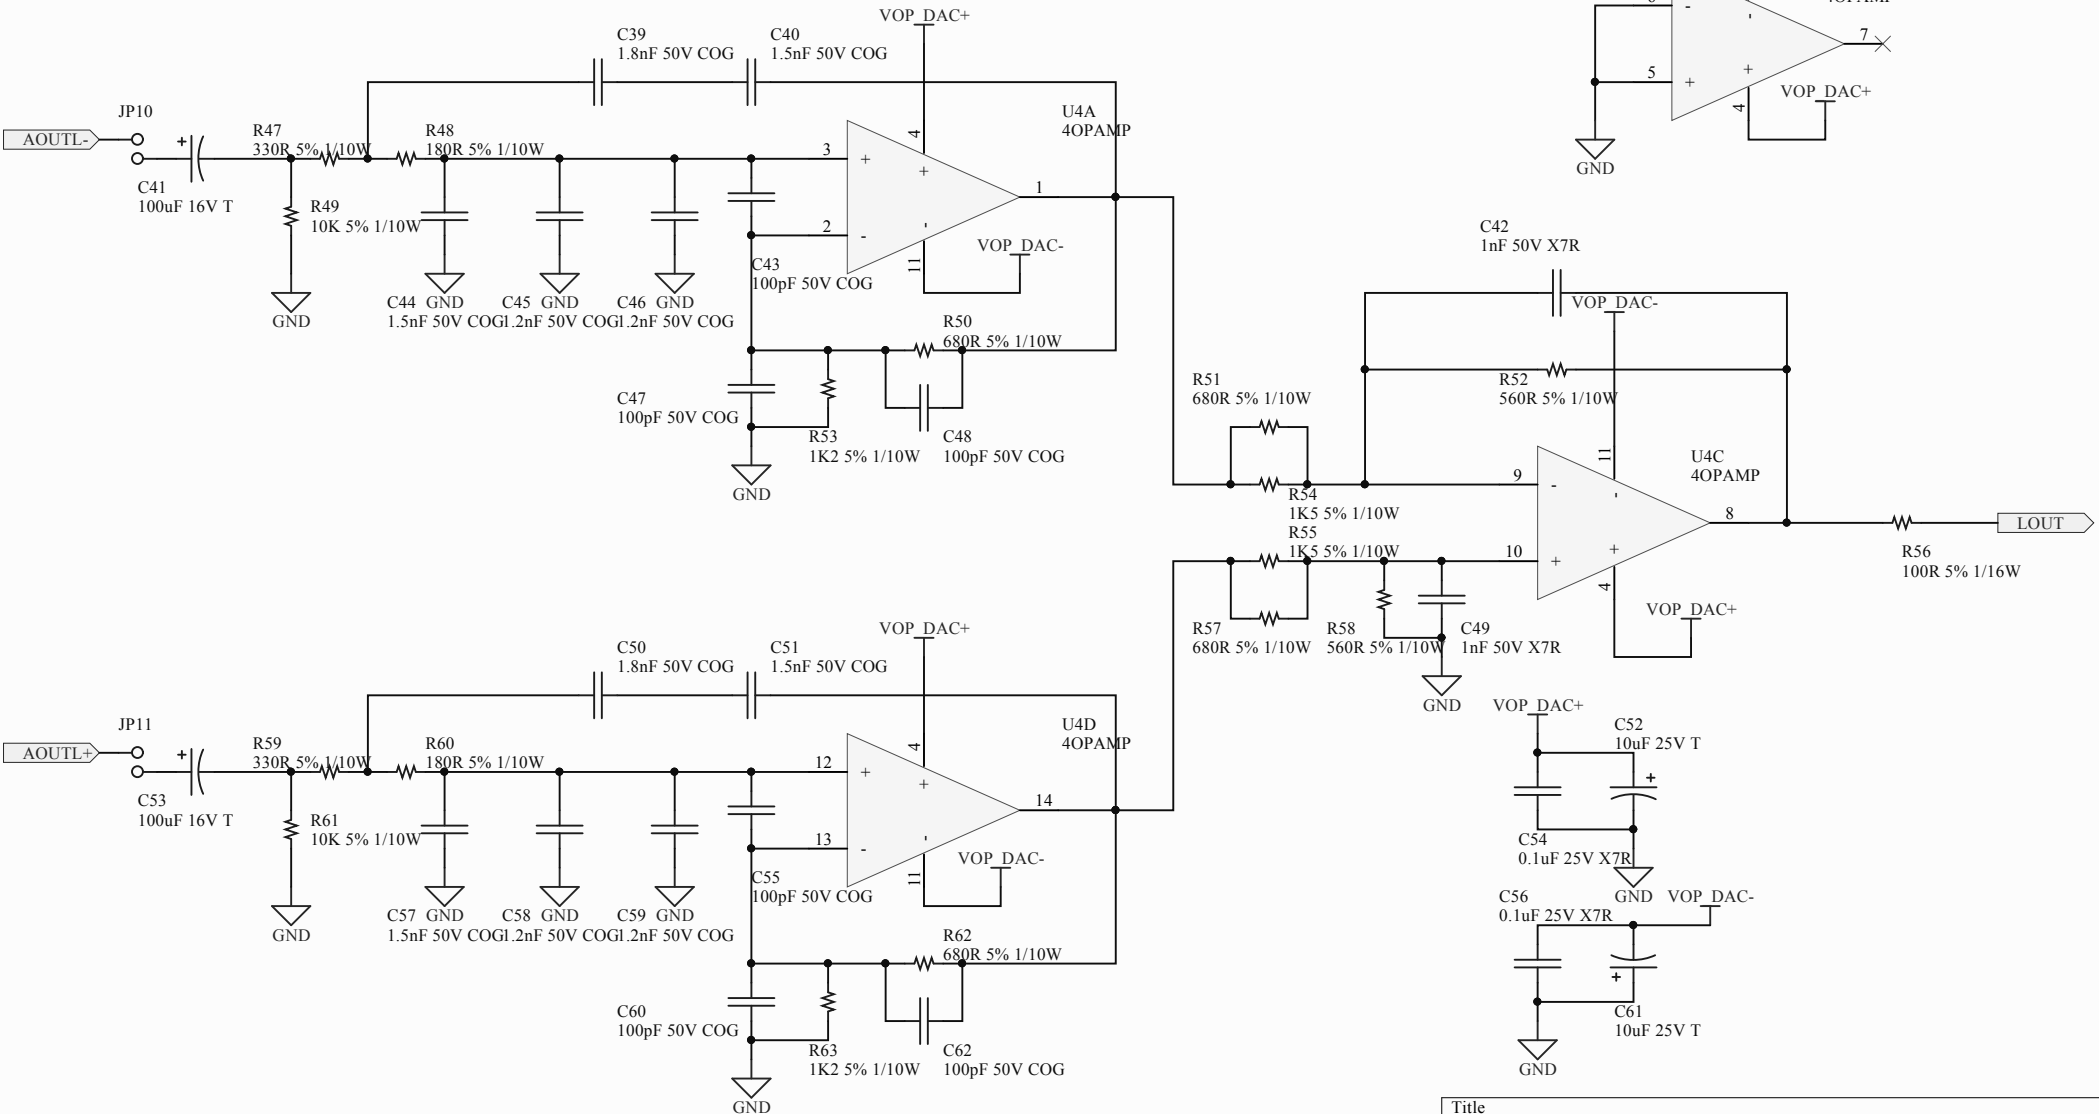 VOP_DAC+
C39
1.8nF 50V COG
C40
1.5nF 50V COG
JP10
AOUTL-
+
C41
100uF 16V T
R47
330R 5% 1/10W
R48
180R 5% 1/10W
R49
10K 5% 1/10W
GND
C44
1.5nF 50V COG
GND
C45
1.2nF 50V COG
GND
C46
1.2nF 50V COG
GND
C43
100pF 50V COG
U4A
4OPAMP
3
+
2
-
4
+
11
-
1
VOP_DAC-
R50
680R 5% 1/10W
C47
100pF 50V COG
R53
1K2 5% 1/10W
C48
100pF 50V COG
GND
-
5
+
7
-
+
4
VOP_DAC+
GND
C42
1nF 50V X7R
VOP_DAC-
R52
560R 5% 1/10W
R51
680R 5% 1/10W
R54
1K5 5% 1/10W
R55
1K5 5% 1/10W
U4C
4OPAMP
9
-
10
+
11
-
4
+
8
VOP_DAC+
R56
100R 5% 1/16W
LOUT
R57
680R 5% 1/10W
R58
560R 5% 1/10W
C49
1nF 50V X7R
GND
VOP_DAC+
C50
1.8nF 50V COG
C51
1.5nF 50V COG
JP11
AOUTL+
+
C53
100uF 16V T
R59
330R 5% 1/10W
R60
180R 5% 1/10W
R61
10K 5% 1/10W
GND
C57
1.5nF 50V COG
GND
C58
1.2nF 50V COG
GND
C59
1.2nF 50V COG
GND
C55
100pF 50V COG
U4D
4OPAMP
12
+
13
-
4
+
11
-
14
VOP_DAC-
R62
680R 5% 1/10W
C60
100pF 50V COG
R63
1K2 5% 1/10W
C62
100pF 50V COG
GND
VOP_DAC+
C52
10uF 25V T
+
C54
0.1uF 25V X7R
GND
C56
0.1uF 25V X7R
VOP_DAC-
+
C61
10uF 25V T
GND
Title